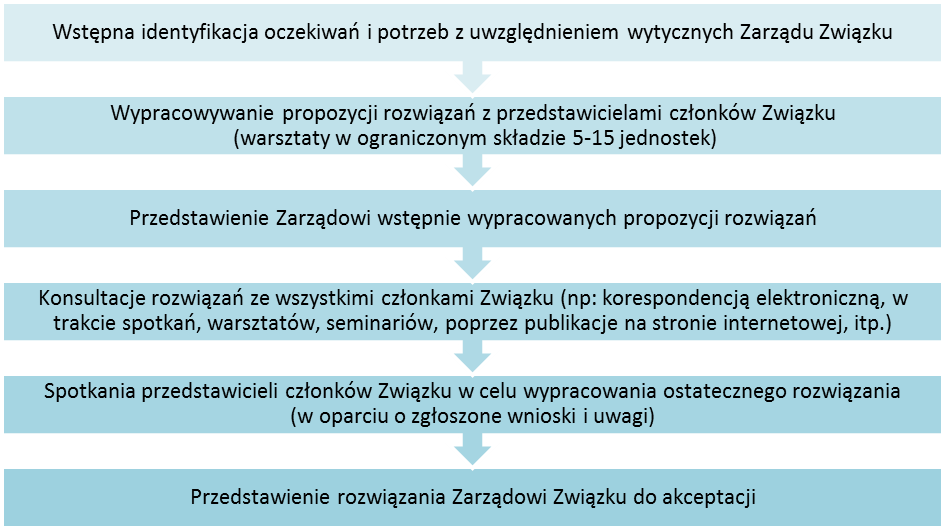 Wstępna identyfikacja oczekiwań i potrzeb z uwzględnieniem wytycznych Zarządu Związku
Wypracowywanie propozycji rozwiązań z przedstawicielami członków Związku
(warsztaty w ograniczonym składzie 5-15 jednostek)
Przedstawienie Zarządowi wstępnie wypracowanych propozycji rozwiązań
Konsultacje rozwiązań ze wszystkimi członkami Związku (np: korespondencją elektroniczną, w
trakcie spotkań, warsztatów, seminariów, poprzez publikacje na stronie internetowej, itp.)
Spotkania przedstawicieli członków Związku w celu wypracowania ostatecznego rozwiązania
(w oparciu o zgłoszone wnioski i uwagi)
Przedstawienie rozwiązania Zarządowi Związku do akceptacji